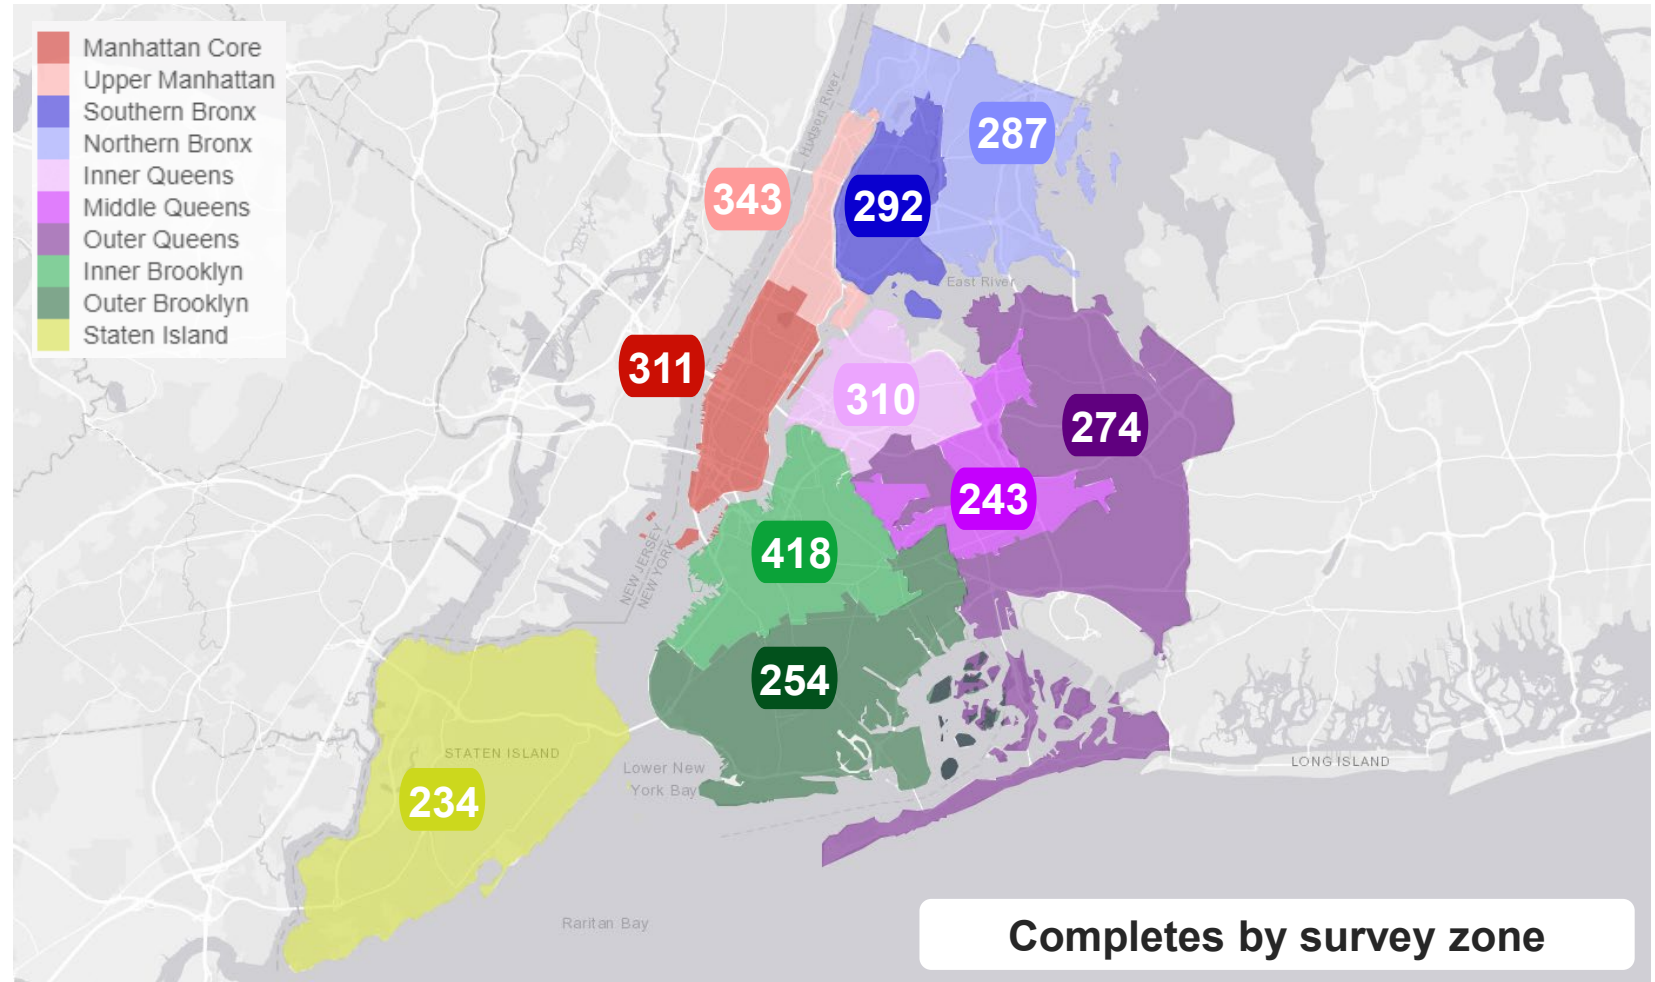 Manhattan Core
Upper Manhattan
Southern Bronx
Northern Bronx
Inner Queens
Middle Queens
Outer Queens
Inner Brooklyn
Outer Brooklyn
Staten Island
Hudson River
287
343
292
East River
311
310
274
243
418
NEW JERSEY
NEW YORK
254
STATEN ISLAND
Lower New
York Bay
LONG ISLAND
234
Raritan Bay
Completes by survey zone